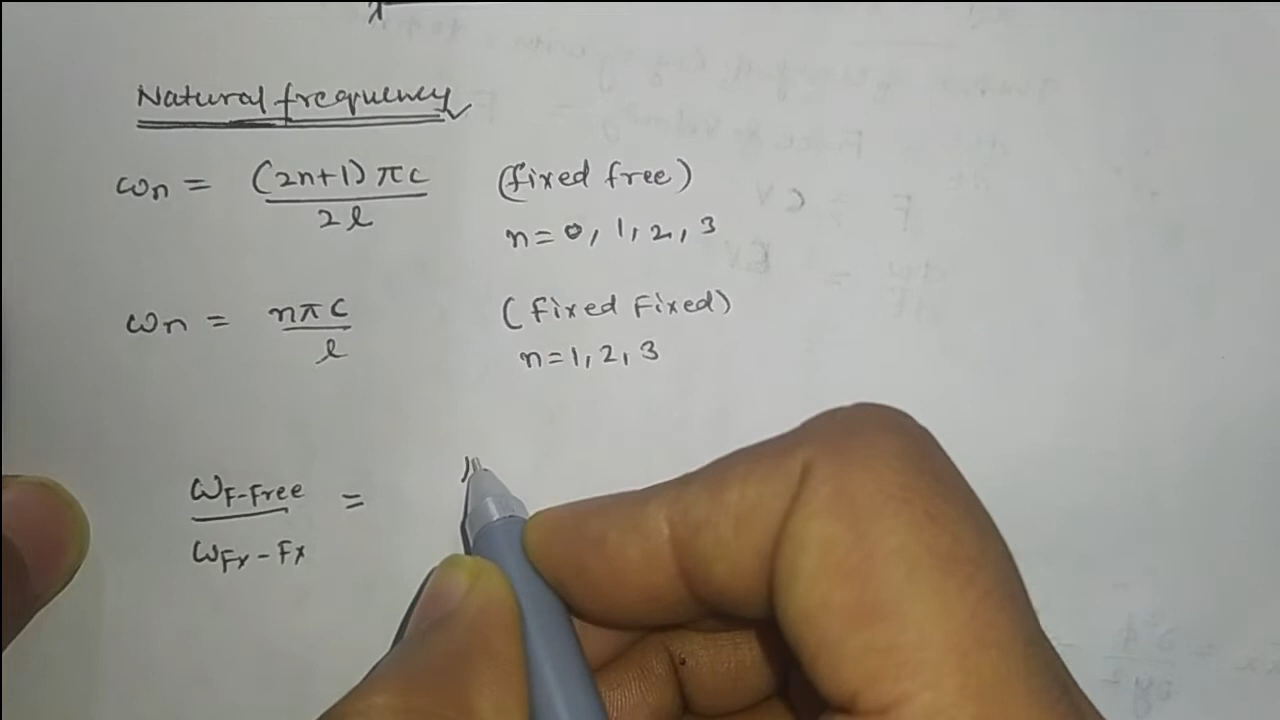 Natural frequency
ωn = (2n+1)πc / 2l (fixed free)
n = 0, 1, 2, 3
ωn = nπc / l (fixed Fixed)
n = 1, 2, 3
ωF-Free / ωFx-Fx =